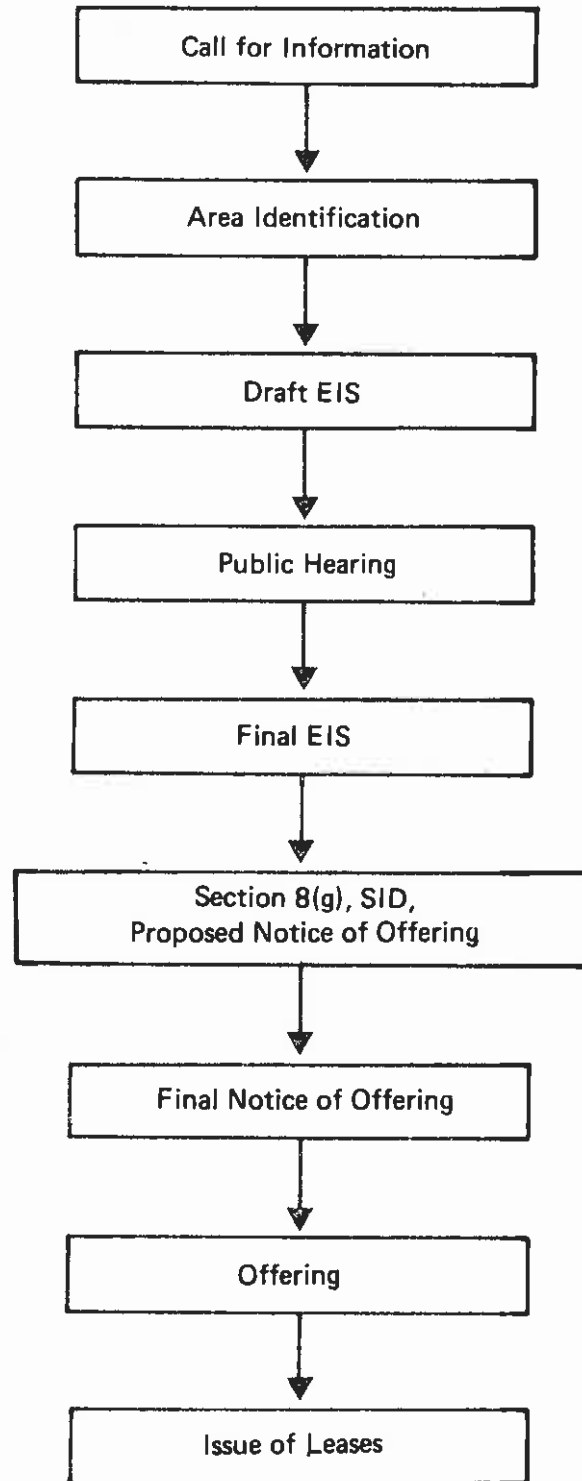 Call for Information
Area Identification
Draft EIS
Public Hearing
Final EIS
Section 8(g), SID,
Proposed Notice of Offering
Final Notice of Offering
Offering
Issue of Leases